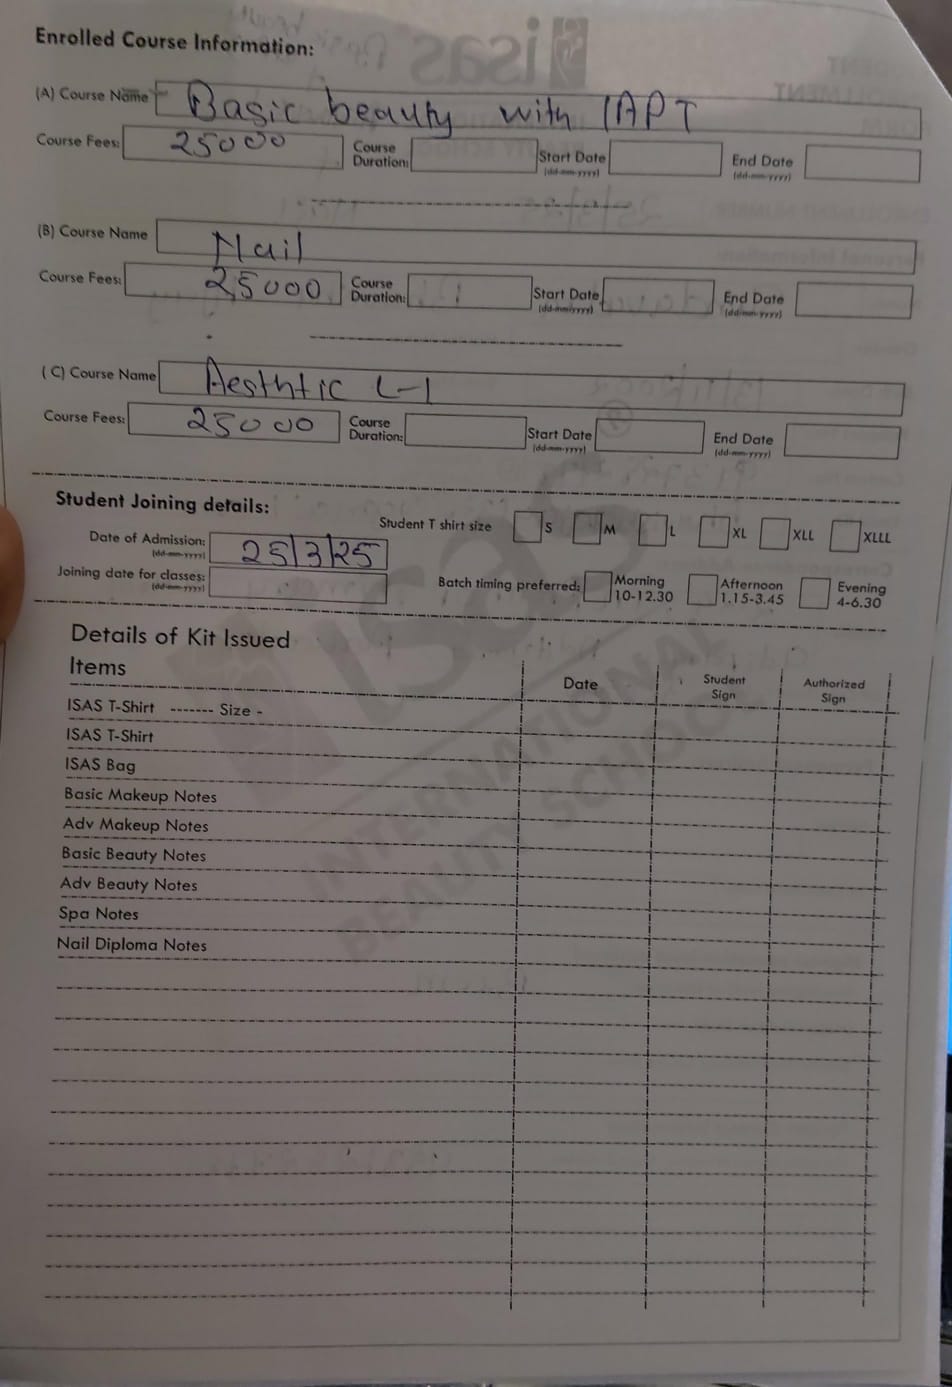 Enrolled Course Information:
(A) Course Name Basic beauty with IAPT
Course Fees: 25000 Course Duration: Start Date (dd-mm-yyyy) End Date (dd-mm-yyyy)
(B) Course Name Nail
Course Fees: 25000 Course Duration: Start Date (dd-mm-yyyy) End Date (dd-mm-yyyy)
(C) Course Name Aesthtic L-1
Course Fees: 25000 Course Duration: Start Date (dd-mm-yyyy) End Date (dd-mm-yyyy)
Student Joining details:
Student T shirt size S M L XL XLL XLLL
Date of Admission: (dd-mm-yyyy) 25/3/25
Joining date for classes: (dd-mm-yyyy)
Batch timing preferred: Morning 10-12.30 Afternoon 1.15-3.45 Evening 4-6.30
Details of Kit Issued
Items Date Student Sign Authorized Sign
ISAS T-Shirt ------- Size -
ISAS T-Shirt
ISAS Bag
Basic Makeup Notes
Adv Makeup Notes
Basic Beauty Notes
Adv Beauty Notes
Spa Notes
Nail Diploma Notes
isas®
INTERNATIONAL
BEAUTY SCHOOL